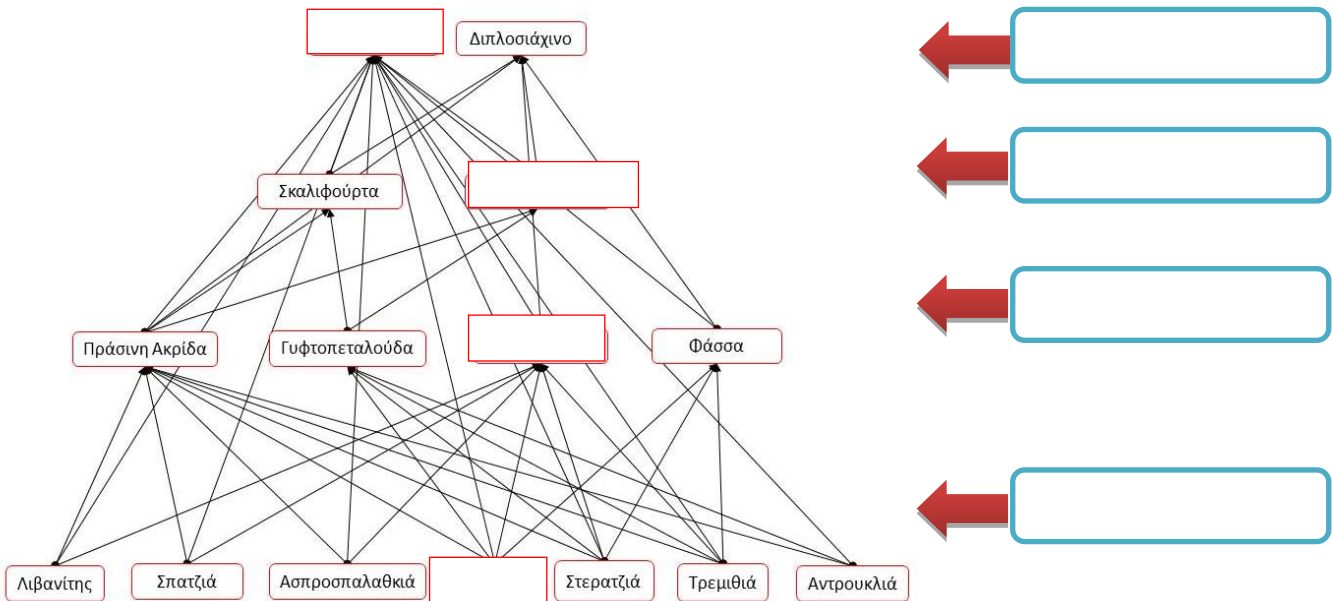 Διπλοσιάχινο
Σκαλιφούρτα
Πράσινη Ακρίδα
Γυφτοπεταλούδα
Φάσσα
Λιβανίτης
Σπατζιά
Ασπροσπαλαθκιά
Στερατζιά
Τρεμιθιά
Αντρουκλιά